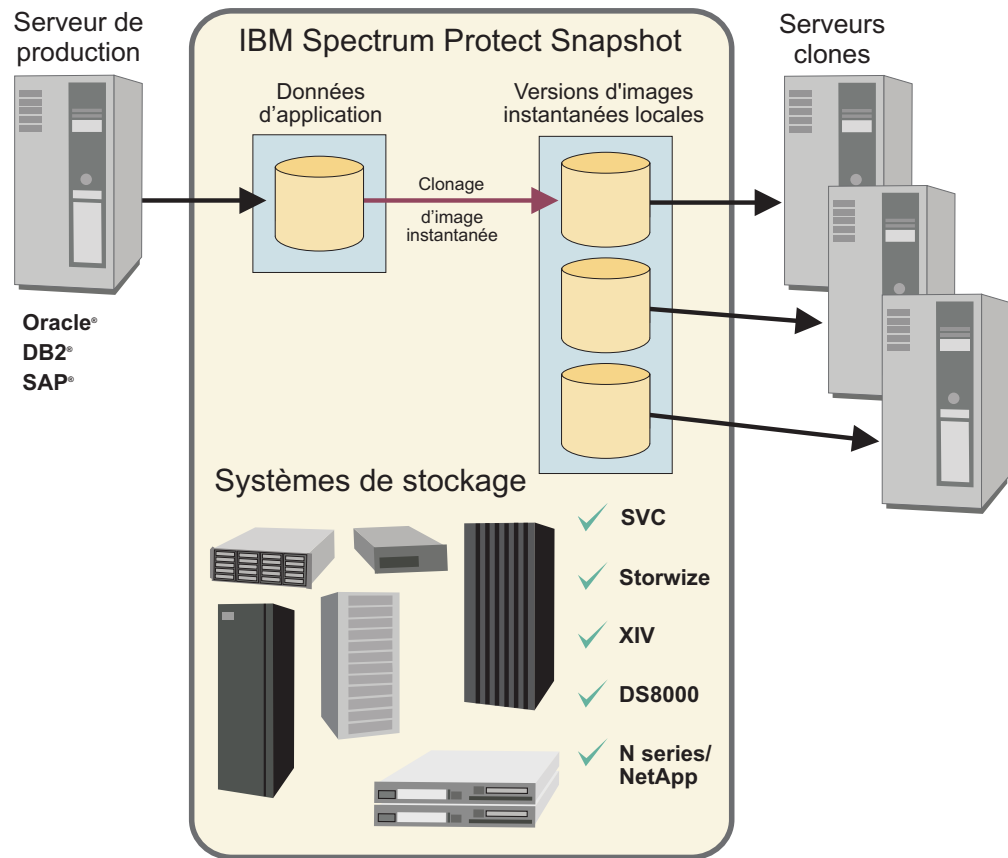 Serveur de
production
IBM Spectrum Protect Snapshot
Serveurs
clones
Données
d’application
Versions d'images
instantanées locales
Clonage
d’image
instantanée
Oracle®
DB2®
SAP®
Systèmes de stockage
SVC
Storwize
XIV
DS8000
N series/
NetApp